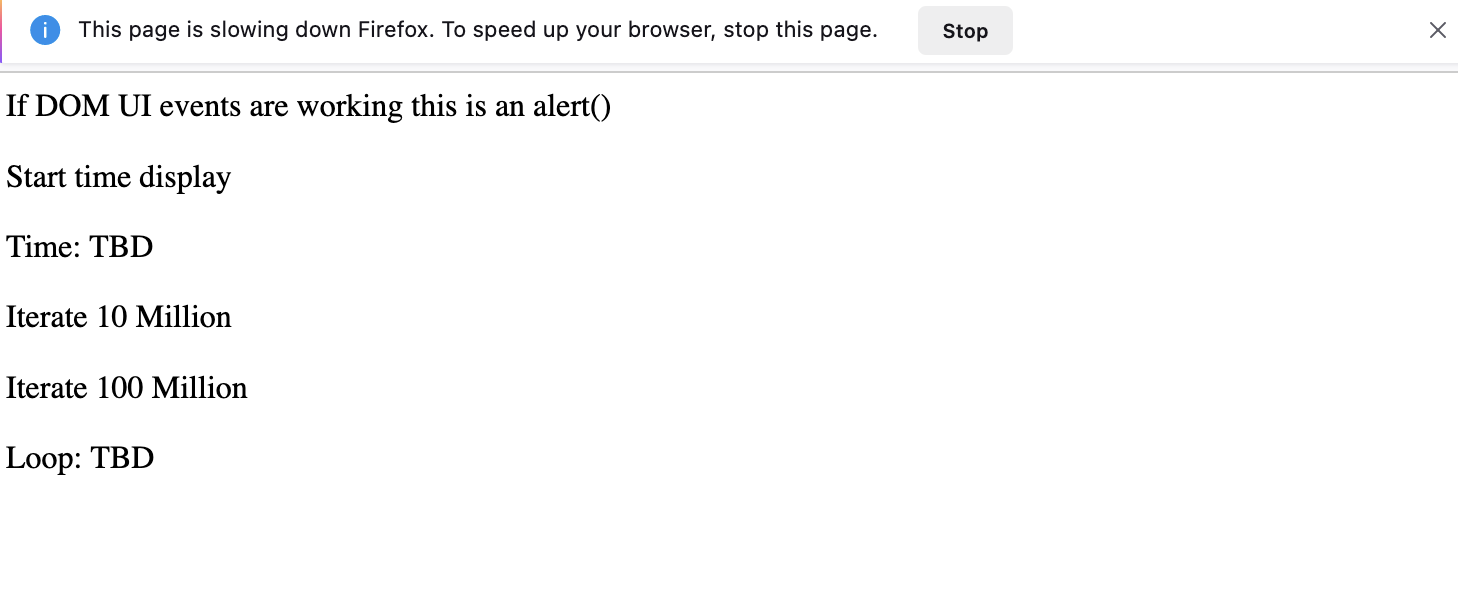 This page is slowing down Firefox. To speed up your browser, stop this page. Stop
If DOM UI events are working this is an alert()
Start time display
Time: TBD
Iterate 10 Million
Iterate 100 Million
Loop: TBD